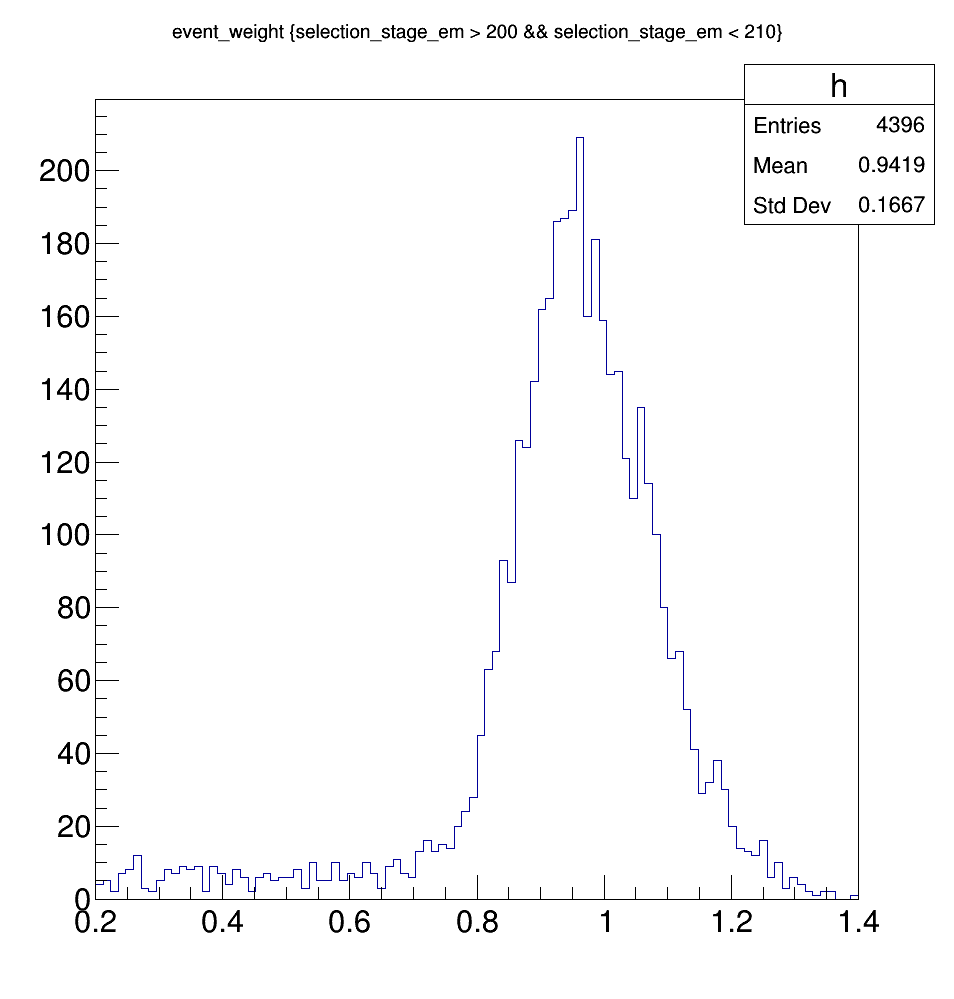 event_weight {selection_stage_em > 200 && selection_stage_em < 210}
h
Entries 4396
Mean 0.9419
Std Dev 0.1667
200
180
160
140
120
100
80
60
40
20
0
0.2 0.4 0.6 0.8 1 1.2 1.4